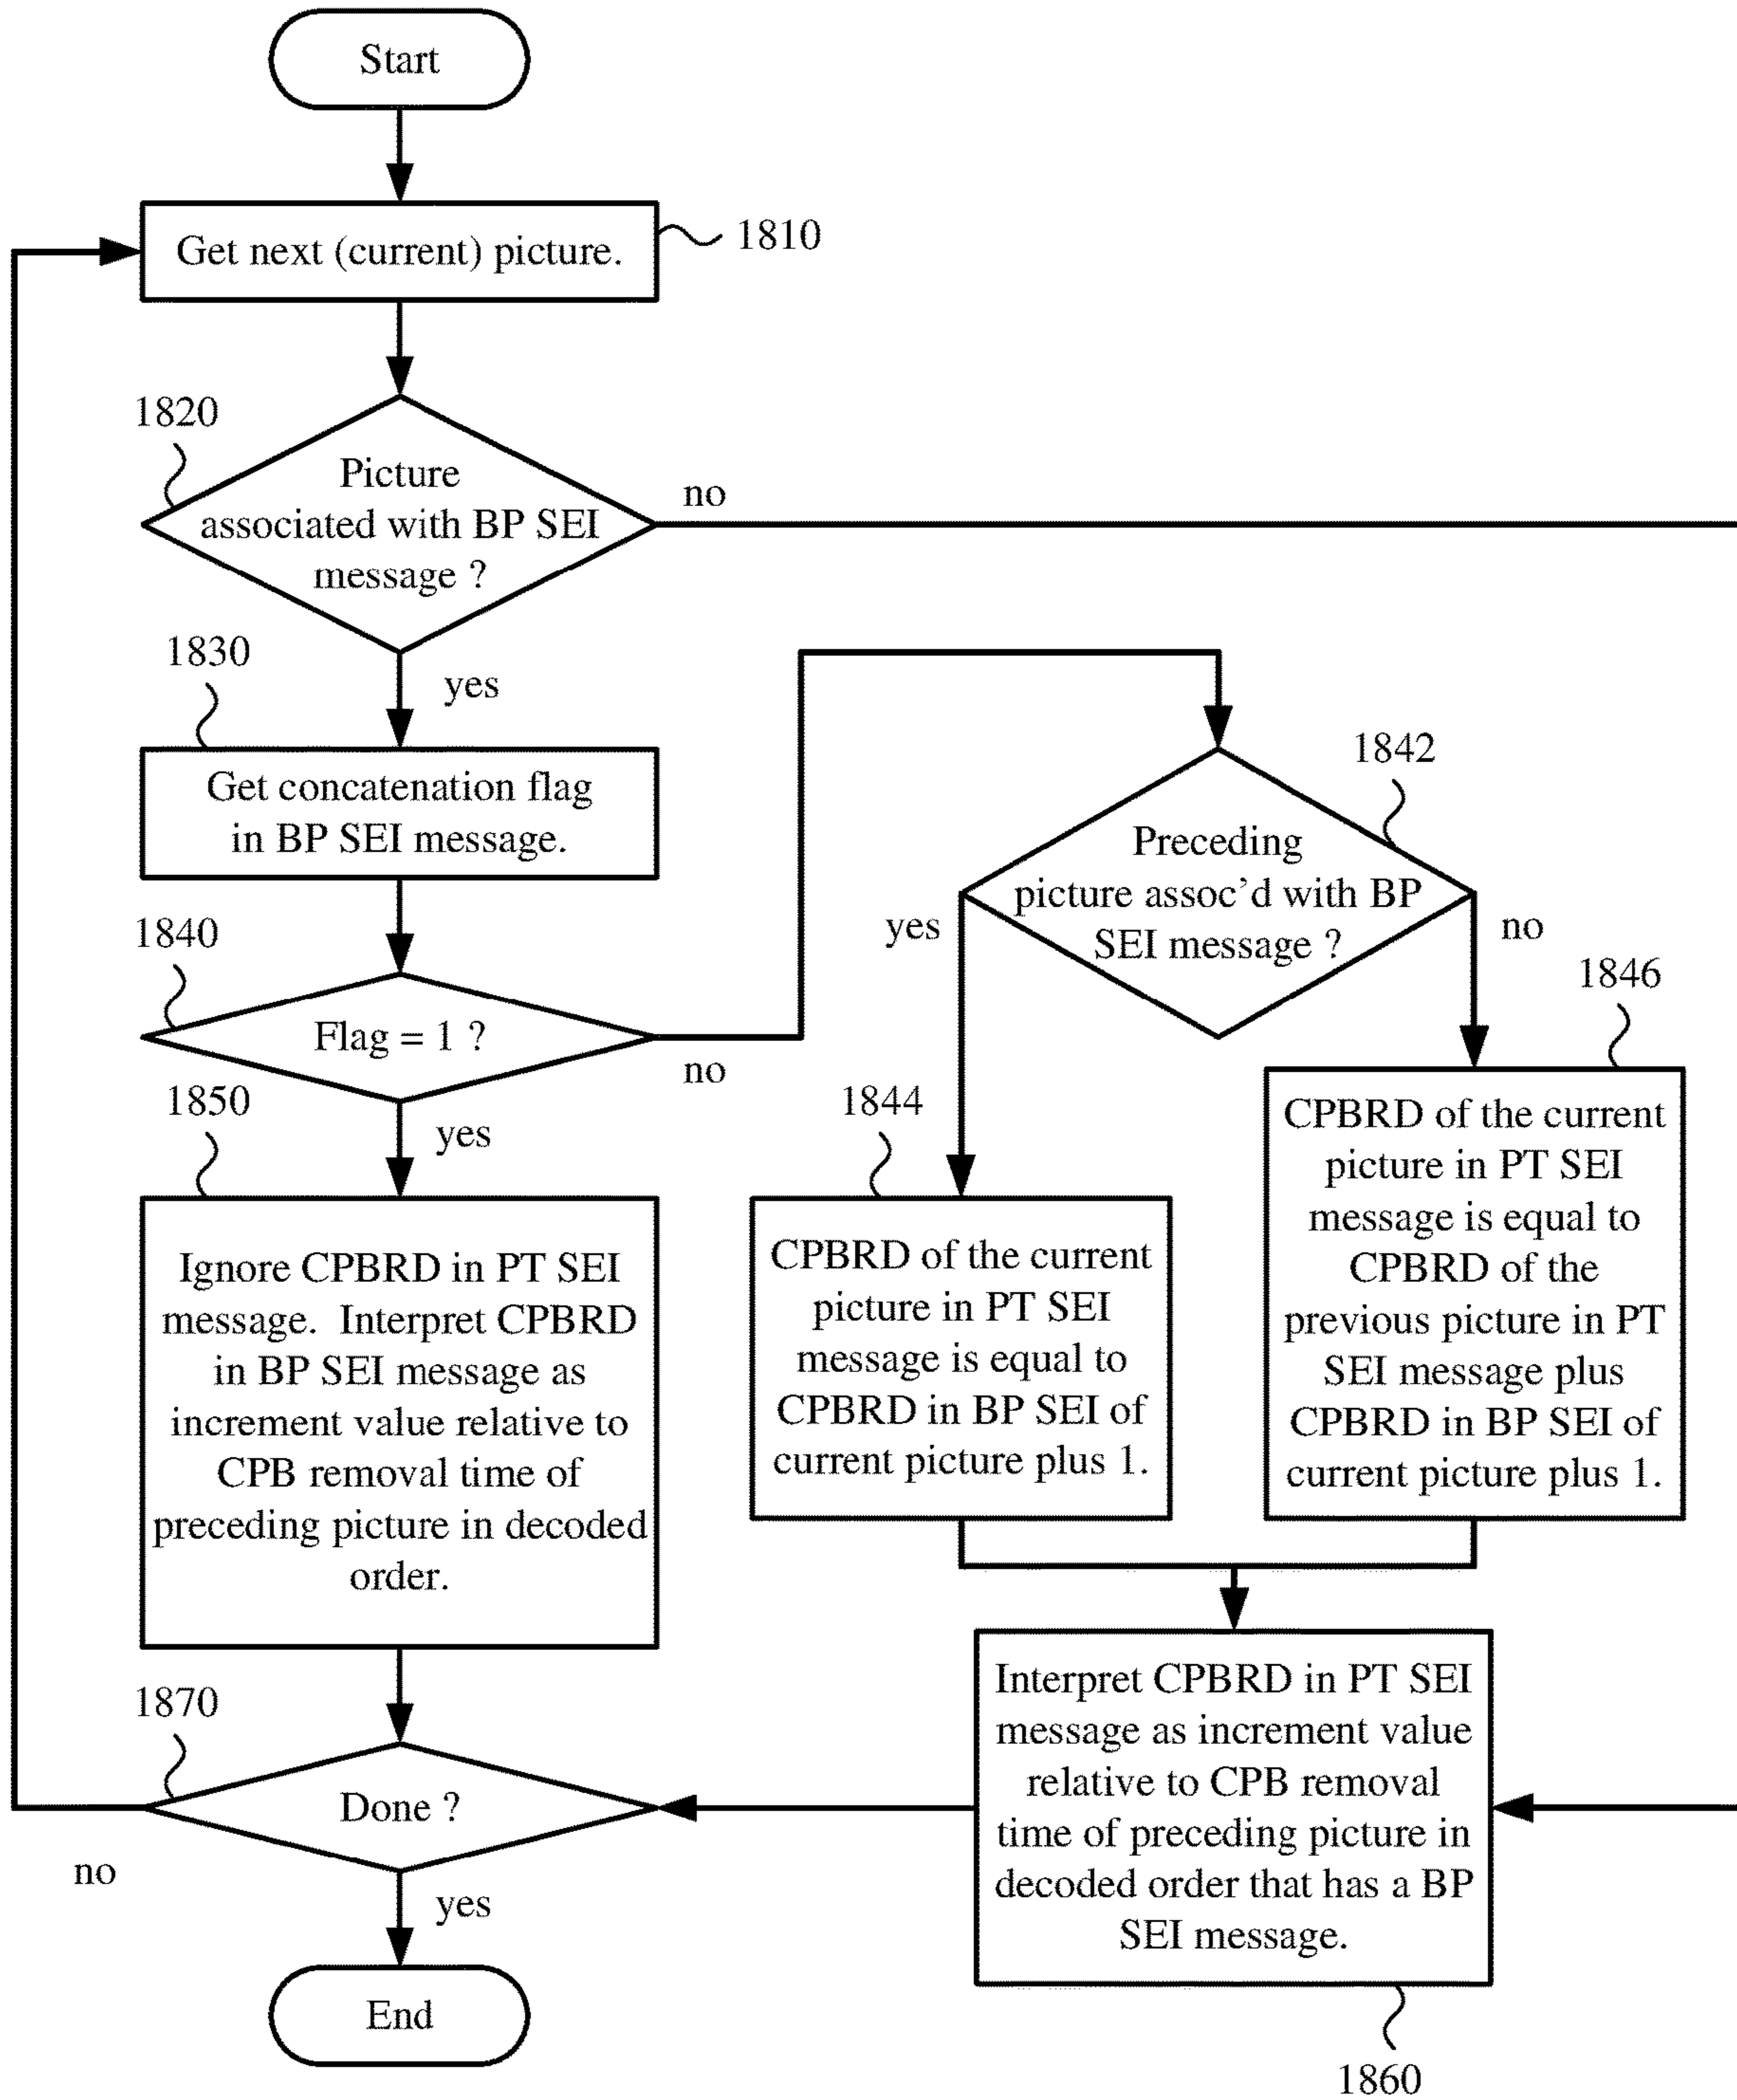 Start
Get next (current) picture.
1810
1820
Picture
associated with BP SEI
message ?
no
yes
1830
Get concatenation flag
in BP SEI message.
1840
Flag = 1 ?
no
yes
1842
Preceding
picture assoc'd with BP
SEI message ?
yes
no
1844
CPBRD of the current
picture in PT SEI
message is equal to
CPBRD in BP SEI of
current picture plus 1.
1846
CPBRD of the current
picture in PT SEI
message is equal to
CPBRD of the
previous picture in PT
SEI message plus
CPBRD in BP SEI of
current picture plus 1.
1850
Ignore CPBRD in PT SEI
message. Interpret CPBRD
in BP SEI message as
increment value relative to
CPB removal time of
preceding picture in decoded
order.
Interpret CPBRD in PT SEI
message as increment value
relative to CPB removal
time of preceding picture in
decoded order that has a BP
SEI message.
1860
1870
Done ?
no
yes
End